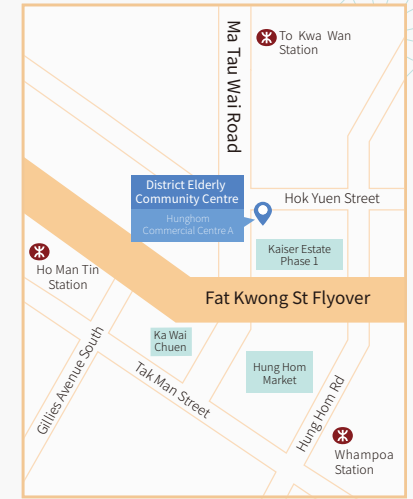 To Kwa Wan
Station
Ma Tau Wai Road
District Elderly
Community Centre
Hunghom
Commercial Centre A
Hok Yuen Street
Kaiser Estate
Phase 1
Ho Man Tin
Station
Fat Kwong St Flyover
Ka Wai
Chuen
Gillies Avenue South
Tak Man Street
Hung Hom
Market
Hung Hom Rd
Whampoa
Station